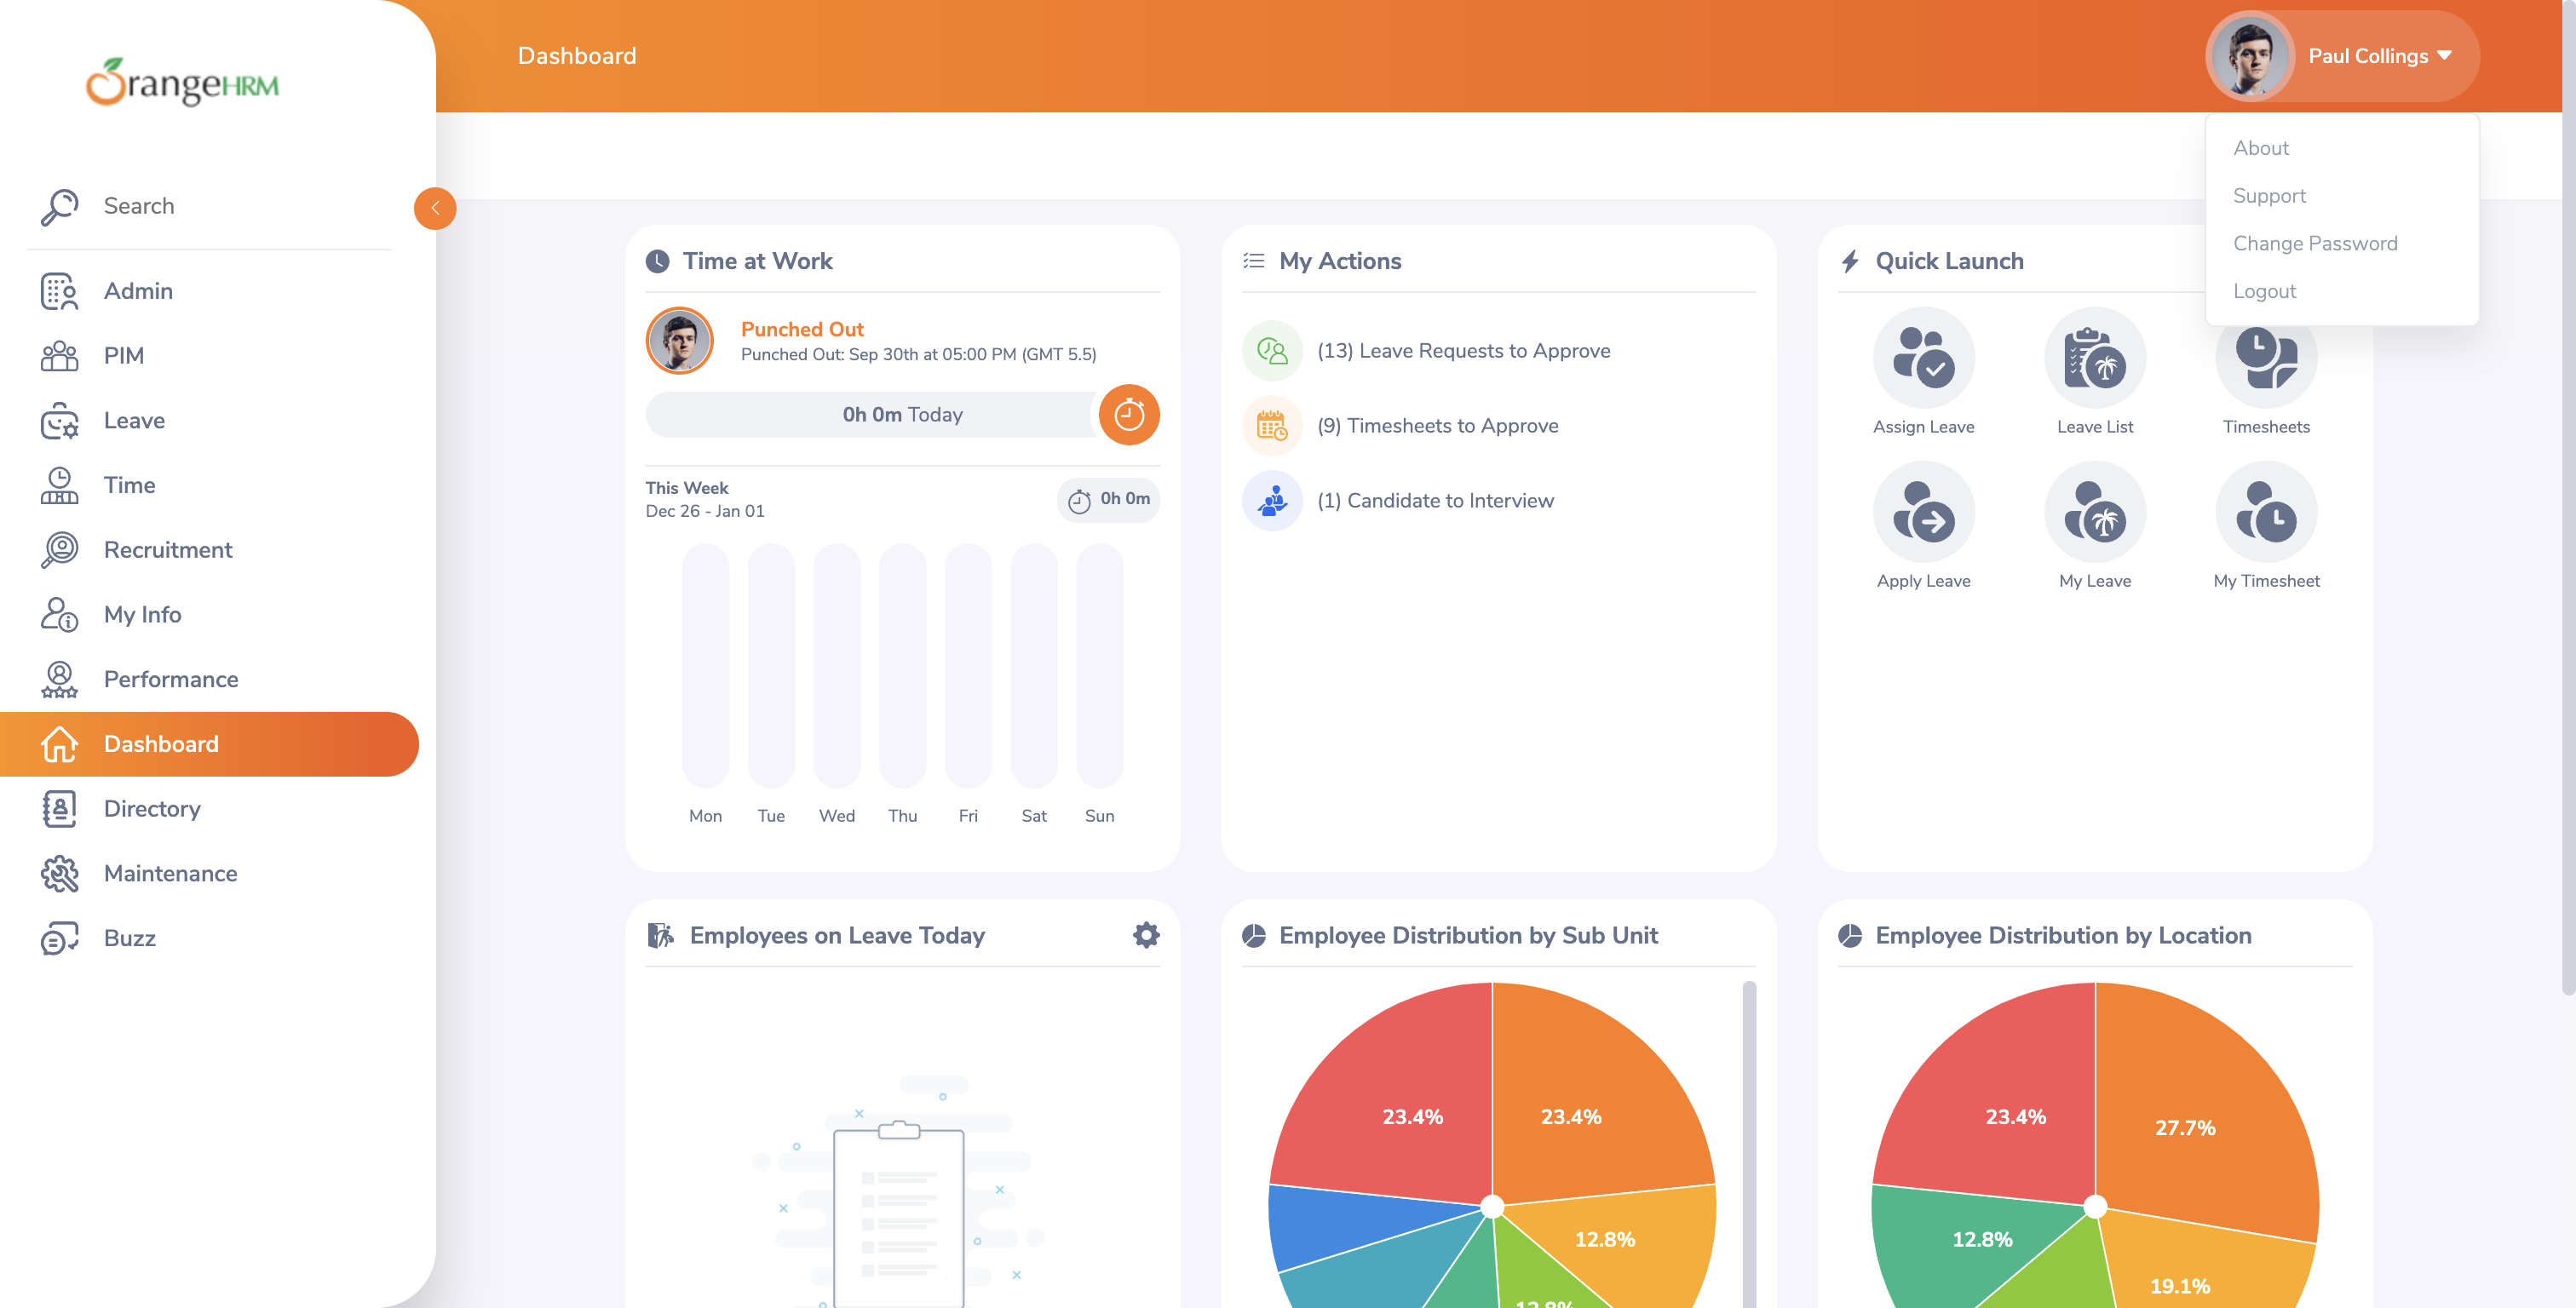 OrangeHRM
Search
Admin
PIM
Leave
Time
Recruitment
My Info
Performance
Dashboard
Directory
Maintenance
Buzz
Dashboard
Paul Collings
About
Support
Change Password
Logout
Time at Work
Punched Out
Punched Out: Sep 30th at 05:00 PM (GMT 5.5)
0h 0m Today
This Week
Dec 26 - Jan 01
0h 0m
Mon Tue Wed Thu Fri Sat Sun
My Actions
(13) Leave Requests to Approve
(9) Timesheets to Approve
(1) Candidate to Interview
Quick Launch
Assign Leave
Leave List
Timesheets
Apply Leave
My Leave
My Timesheet
Employees on Leave Today
Employee Distribution by Sub Unit
23.4%
23.4%
12.8%
12.8%
Employee Distribution by Location
23.4%
27.7%
12.8%
19.1%